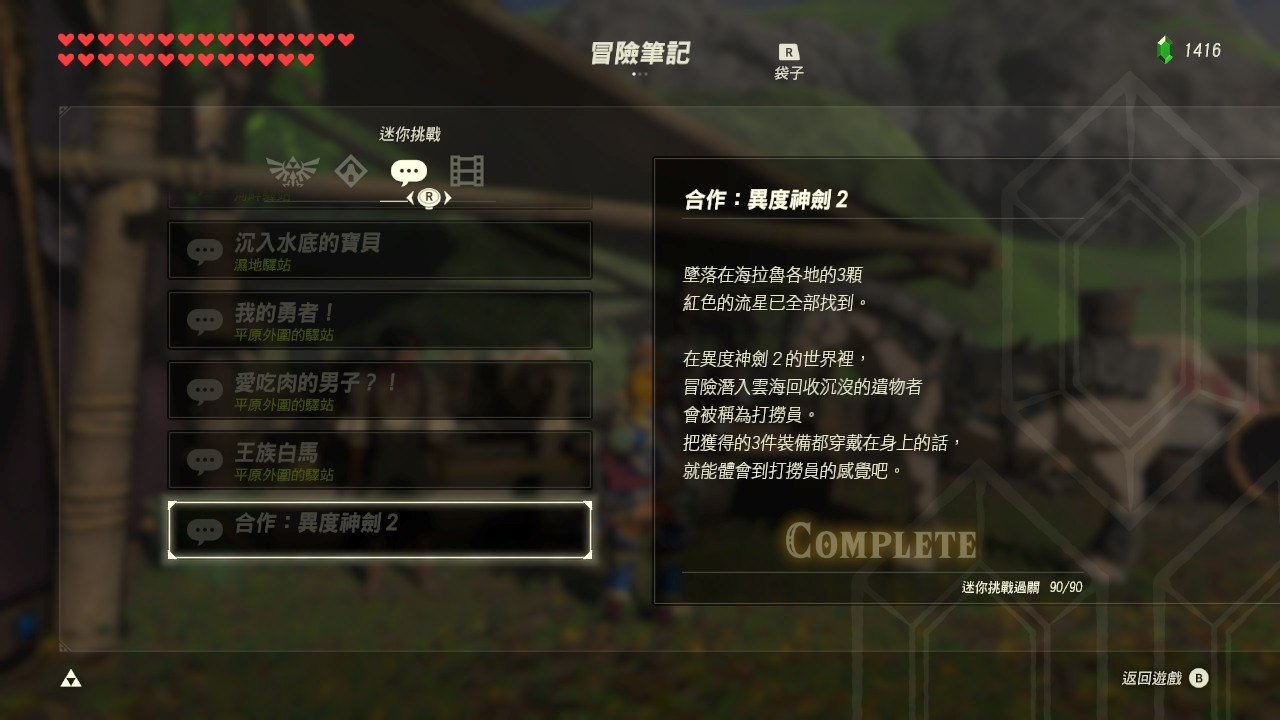 冒險筆記
R
袋子
1416
迷你挑戰
R
沉入水底的寶貝
濕地驛站
我的勇者！
平原外圍的驛站
愛吃肉的男子？！
平原外圍的驛站
王族白馬
平原外圍的驛站
合作：異度神劍２
合作：異度神劍２
墜落在海拉魯各地的3顆
紅色的流星已全部找到。
在異度神劍２的世界裡，
冒險潛入雲海回收沉沒的遺物者
會被稱為打撈員。
把獲得的3件裝備都穿戴在身上的話，
就能體會到打撈員的感覺吧。
COMPLETE
迷你挑戰過關 90/90
返回遊戲 B